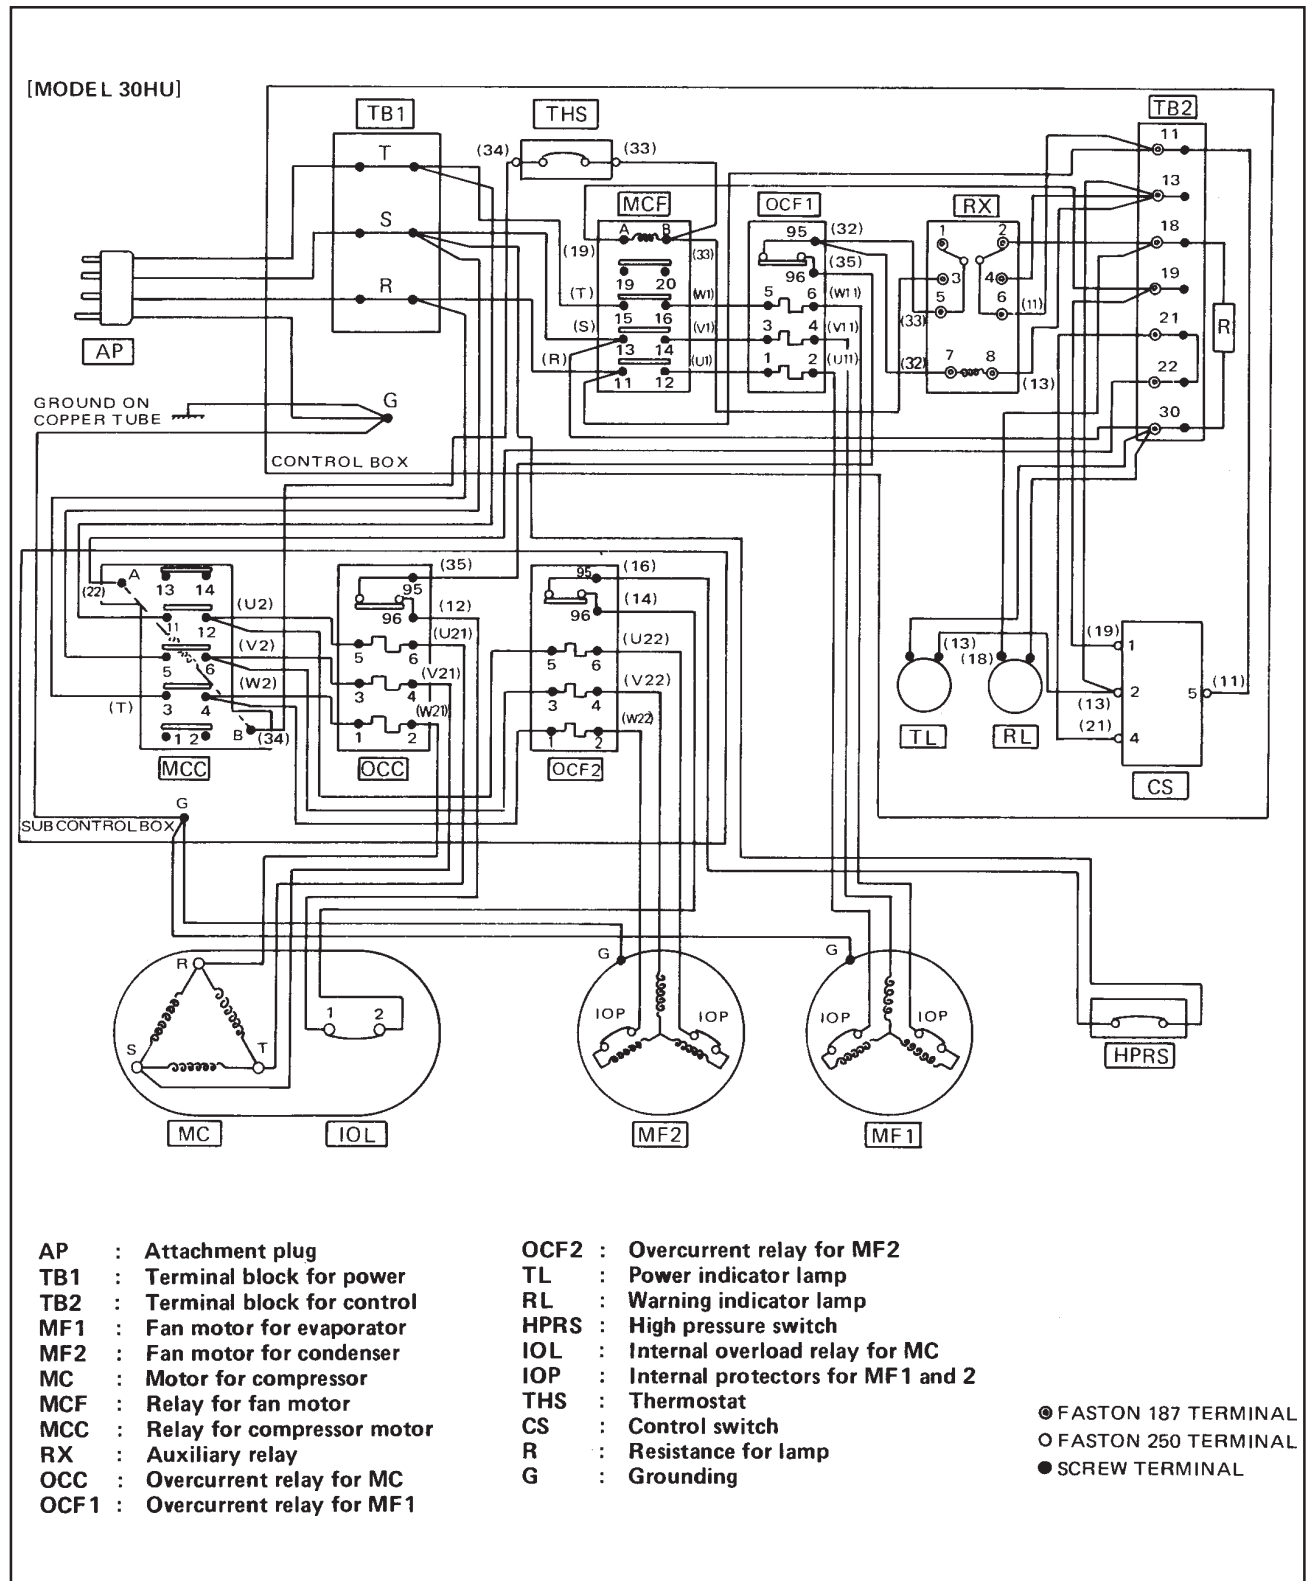 [MODEL 30HU]
TB1
THS
TB2
T
(34)
(33)
11
MCF
OCF1
RX
13
S
A
B
95
(32)
1
2
18
(19)
(33)
(35)
96
3
4
19
R
19 20
(T)
(W1)
5
6
(W11)
5
6
(11)
15 16
(33)
21
R
(S)
(V1)
3
4
(V11)
AP
13 14
(R)
(U1)
1
2
(U11)
(32)
7
8
22
11 12
(13)
GROUND ON
COPPER TUBE
G
30
CONTROL BOX
A
(35)
(16)
(22)
13 14
95
95
(U2)
(12)
(14)
11 12
96
96
(V2)
(U21)
(U22)
(19)
5 6
5 6
5 6
1
(13)
(18)
(11)
(W2)
(V21)
(V22)
2
5
(T)
3 4
3 4
3 4
(13)
(W21)
(W22)
(21)
4
B
(34)
1 2
1 2
1 2
TL
RL
MCC
OCC
OCF2
CS
G
SUB CONTROL BOX
R
G
G
1 2
IOP
IOP
IOP
IOP
S
T
HPRS
MC
IOL
MF2
MF1
AP : Attachment plug
TB1 : Terminal block for power
TB2 : Terminal block for control
MF1 : Fan motor for evaporator
MF2 : Fan motor for condenser
MC : Motor for compressor
MCF : Relay for fan motor
MCC : Relay for compressor motor
RX : Auxiliary relay
OCC : Overcurrent relay for MC
OCF1 : Overcurrent relay for MF1
OCF2 : Overcurrent relay for MF2
TL : Power indicator lamp
RL : Warning indicator lamp
HPRS : High pressure switch
IOL : Internal overload relay for MC
IOP : Internal protectors for MF1 and 2
THS : Thermostat
CS : Control switch
R : Resistance for lamp
G : Grounding
FASTON 187 TERMINAL
FASTON 250 TERMINAL
SCREW TERMINAL